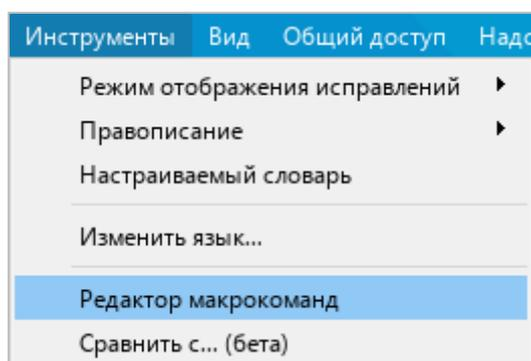 Инструменты Вид Общий доступ
Режим отображения исправлений
Правописание
Настраиваемый словарь
Изменить язык...
Редактор макрокоманд
Сравнить с... (бета)